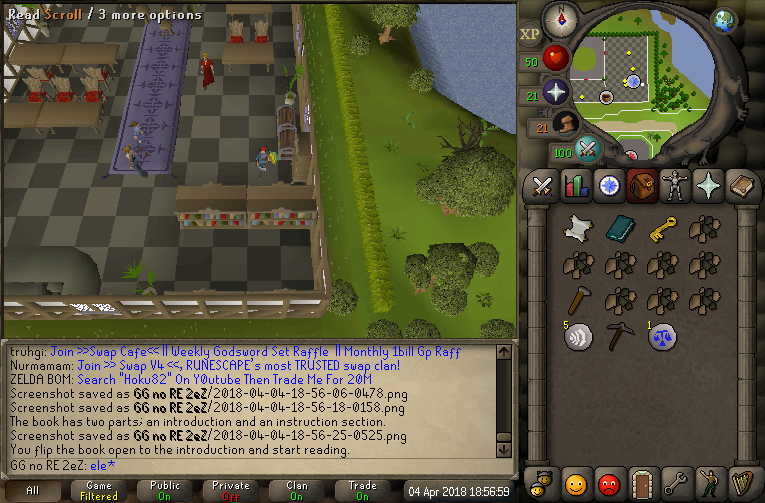 Read Scroll / 3 more options
XP
50
21
21
100
5
1
truhgi: Join >>Swap Cafe<< || Weekly Godsword Set Raffle || Monthly 1bill Gp Raff
Nurmamam: Join >> Swap V4 <<, RUNESCAPE's most TRUSTED swap clan!
ZELDA BOM: Search "Hoku82" On Y0utube Then Trade Me For 20M
Screenshot saved as GG no RE 2eZ/2018-04-04-18-56-06-0478.png
Screenshot saved as GG no RE 2eZ/2018-04-04-18-56-18-0158.png
The book has two parts; an introduction and an instruction section.
Screenshot saved as GG no RE 2eZ/2018-04-04-18-56-25-0525.png
You flip the book open to the introduction and start reading.
GG no RE 2eZ: ele*
All
Game
Filtered
Public
On
Private
Off
Clan
On
Trade
On
04 Apr 2018 18:56:59